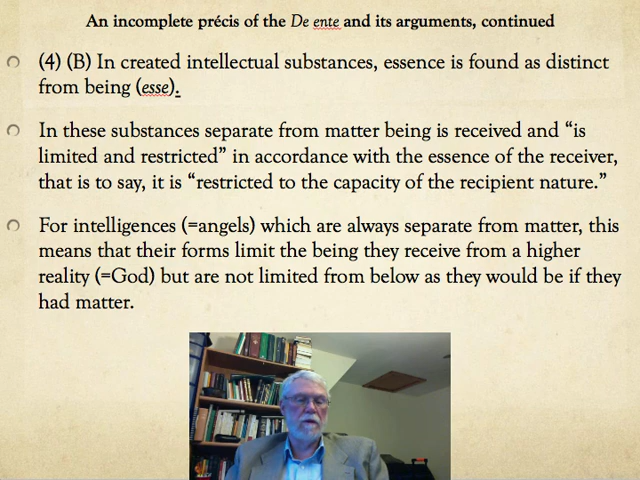 An incomplete précis of the De ente and its arguments, continued
(4) (B) In created intellectual substances, essence is found as distinct
from being (esse).
In these substances separate from matter being is received and “is
limited and restricted” in accordance with the essence of the receiver,
that is to say, it is “restricted to the capacity of the recipient nature.”
For intelligences (=angels) which are always separate from matter, this
means that their forms limit the being they receive from a higher
reality (=God) but are not limited from below as they would be if they
had matter.